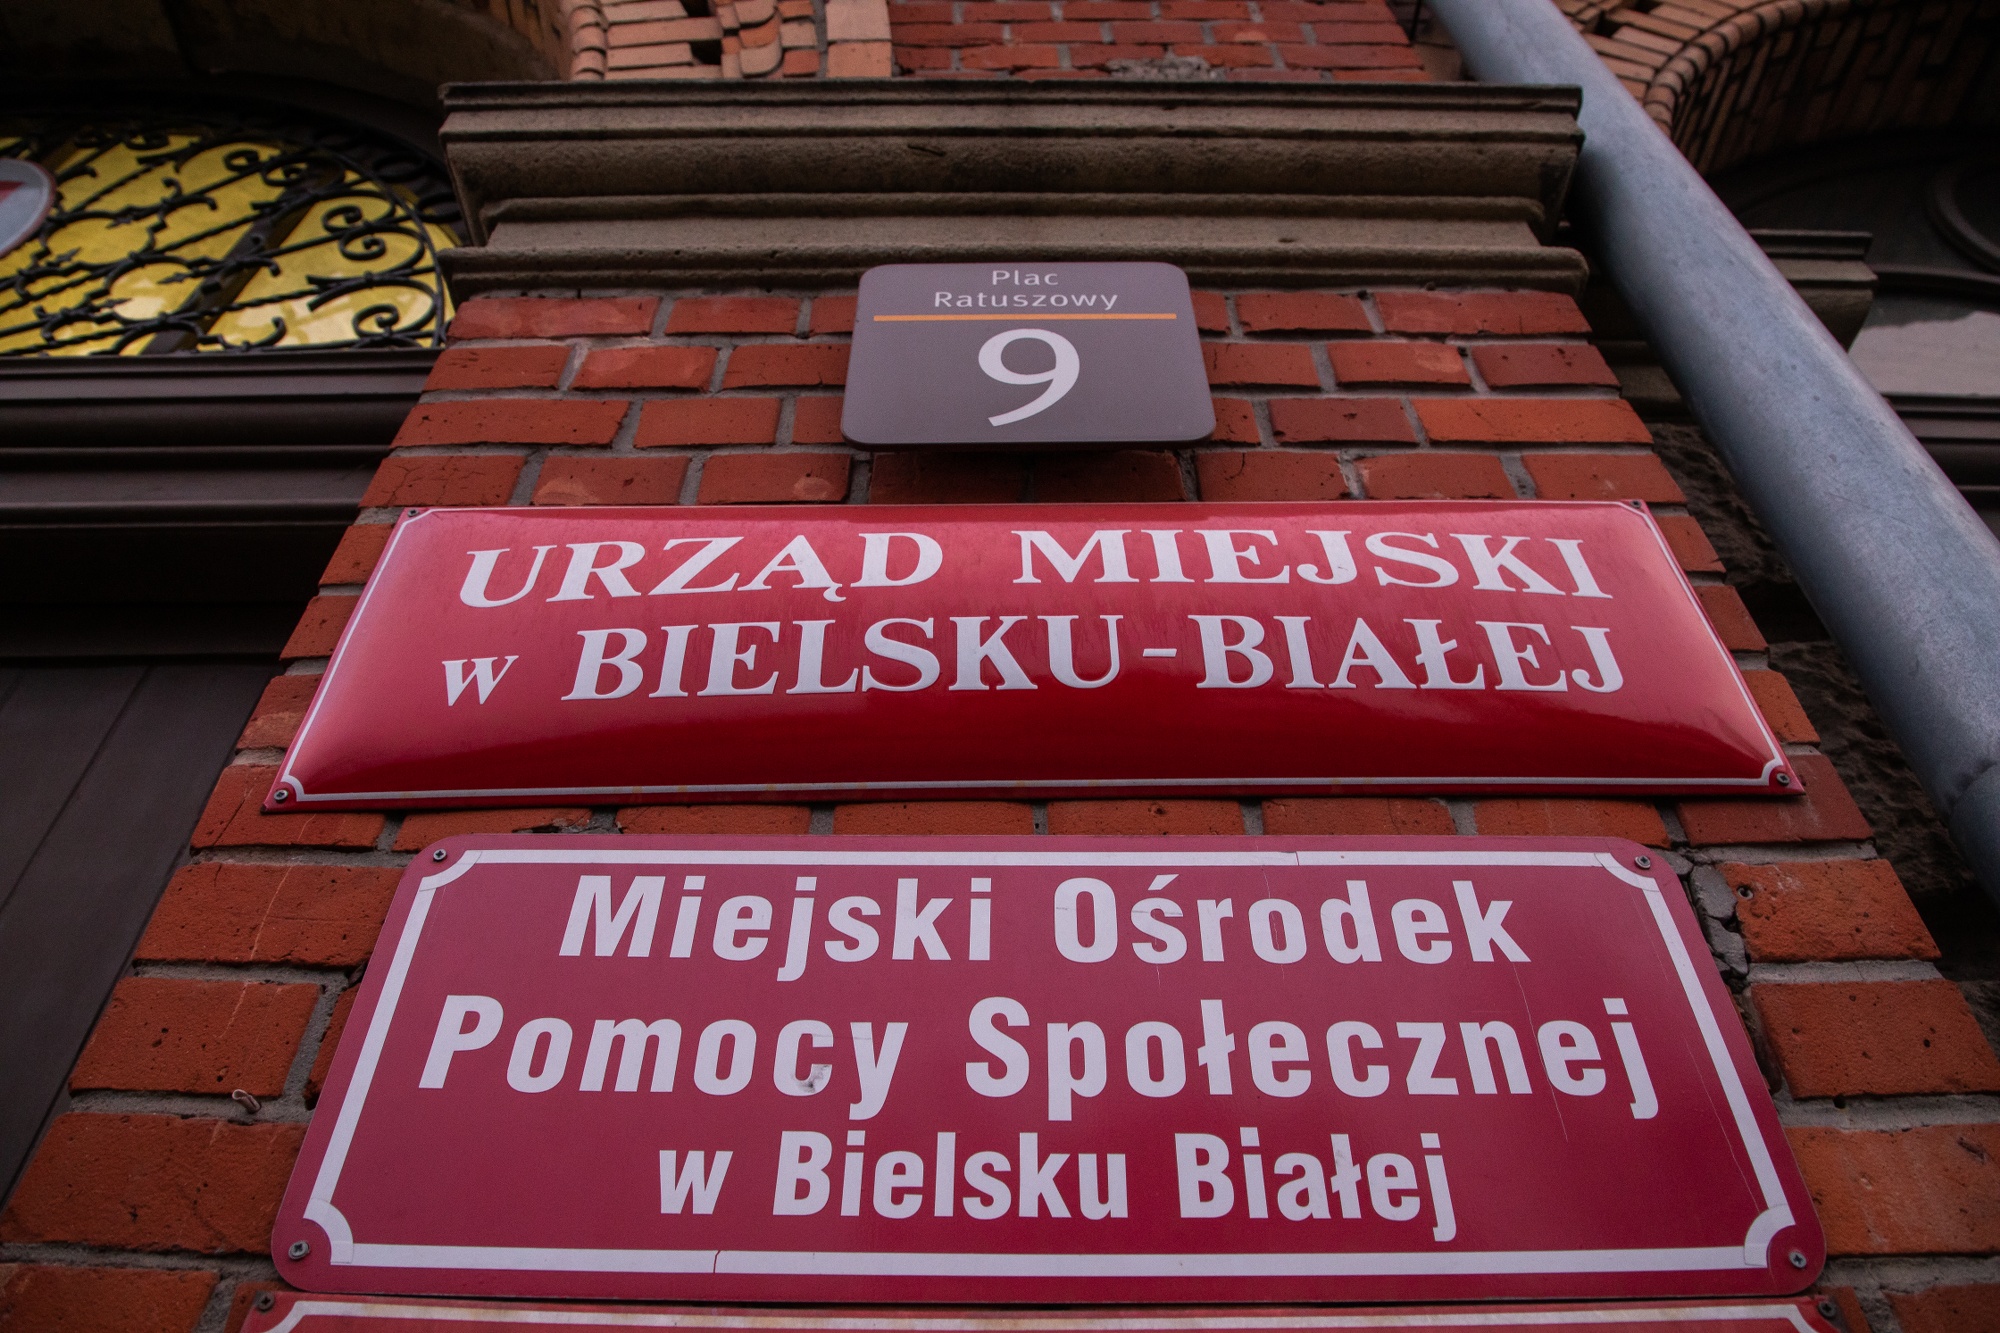 Plac
Ratuszowy
9
URZĄD MIEJSKI
w BIELSKU-BIAŁEJ
Miejski Ośrodek
Pomocy Społecznej
w Bielsku Białej